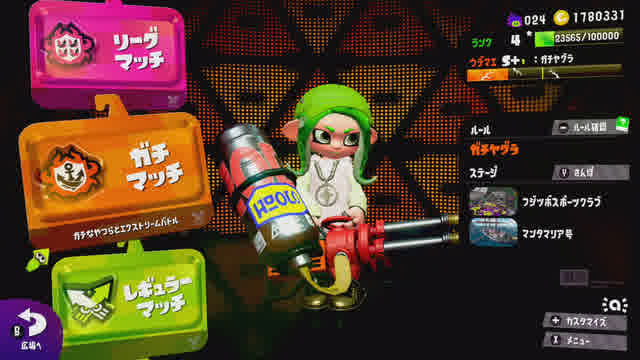 リーグ
マッチ
ガチ
マッチ
ガチなやつらとエクストリームバトル
レギュラー
マッチ
B
広場へ
024
1780331
ランク
4
★
23565/100000
ウデマエ
S+
:ガチヤグラ
ルール
ルール確認
ガチヤグラ
ステージ
Y
さんぽ
フジツボスポーツクラブ
マンタマリア号
+
カスタマイズ
X
メニュー